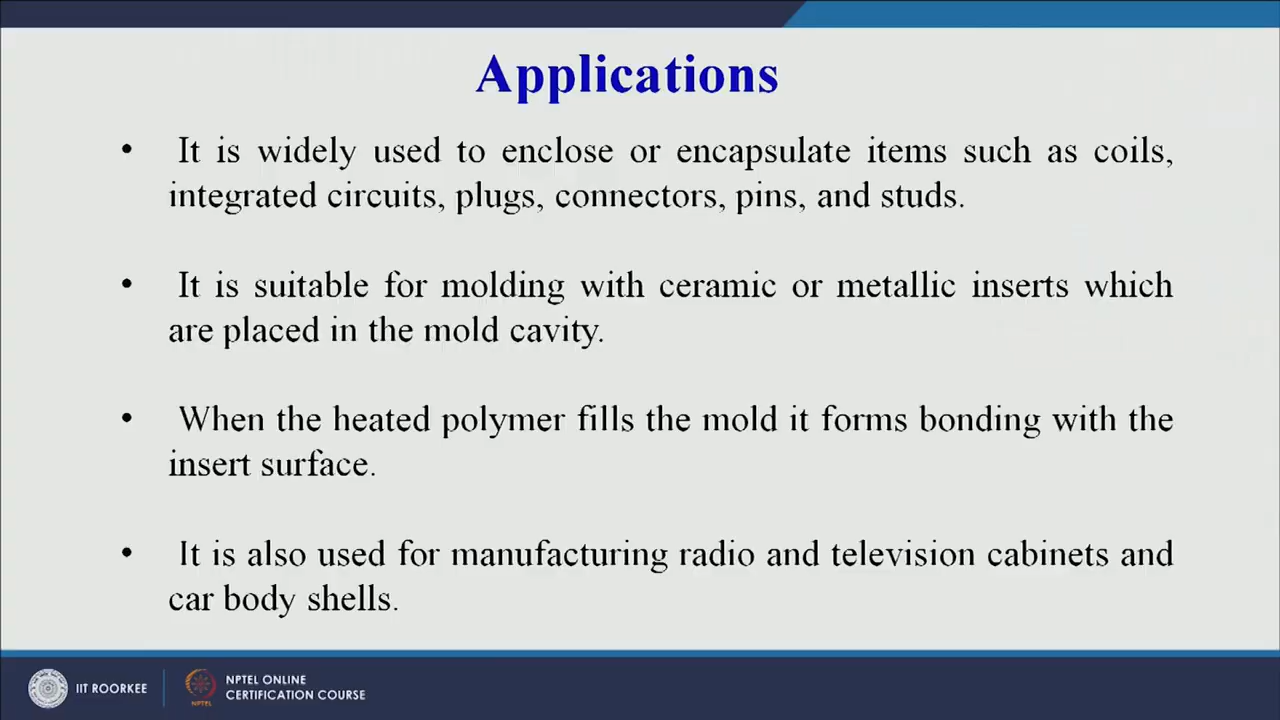 Applications
• It is widely used to enclose or encapsulate items such as coils,
integrated circuits, plugs, connectors, pins, and studs.
• It is suitable for molding with ceramic or metallic inserts which
are placed in the mold cavity.
• When the heated polymer fills the mold it forms bonding with the
insert surface.
• It is also used for manufacturing radio and television cabinets and
car body shells.
IIT ROORKEE
NPTEL ONLINE
CERTIFICATION COURSE
NPTEL